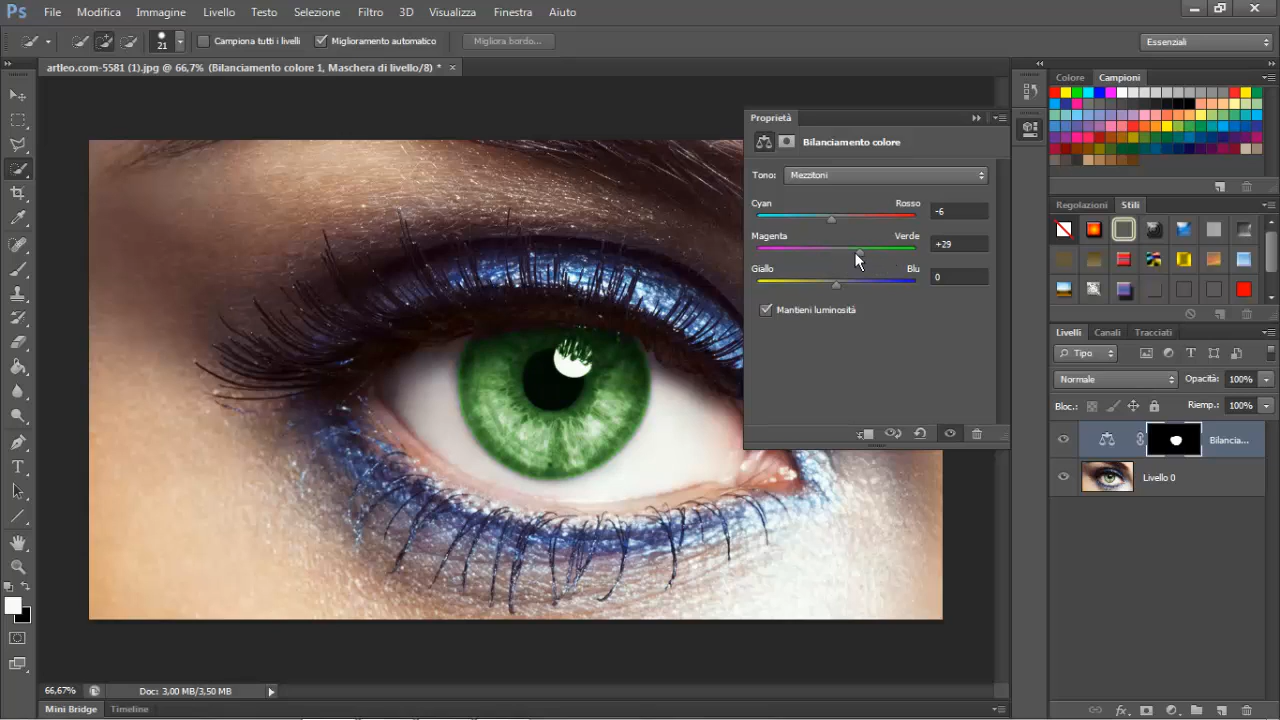 Ps File Modifica Immagine Livello Testo Selezione Filtro 3D Visualizza Finestra Aiuto
21 Campiona tutti i livelli Miglioramento automatico Migliora bordo... Essenziali
artleo.com-5581 (1).jpg @ 66,7% (Bilanciamento colore 1, Maschera di livello/8) *
Colore Campioni
Proprietà
Bilanciamento colore
Tono: Mezzitoni
Cyan Rosso -6
Magenta Verde +29
Giallo Blu 0
Mantieni luminosità
Regolazioni Stili
Livelli Canali Tracciati
Tipo
Normale Opacità: 100%
Bloc.: Riemp.: 100%
Bilancia...
Livello 0
66,67% Doc: 3,00 MB/3,50 MB
Mini Bridge Timeline